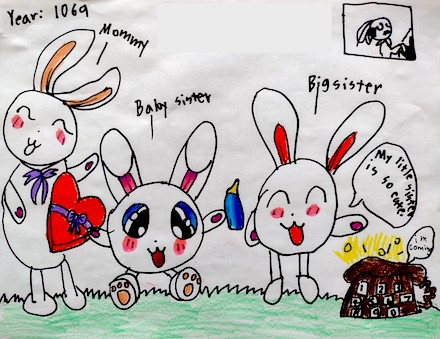 Year: 1069
Mommy
Baby sister
Bigsister
My little sister
is so cute.
i'm
coming